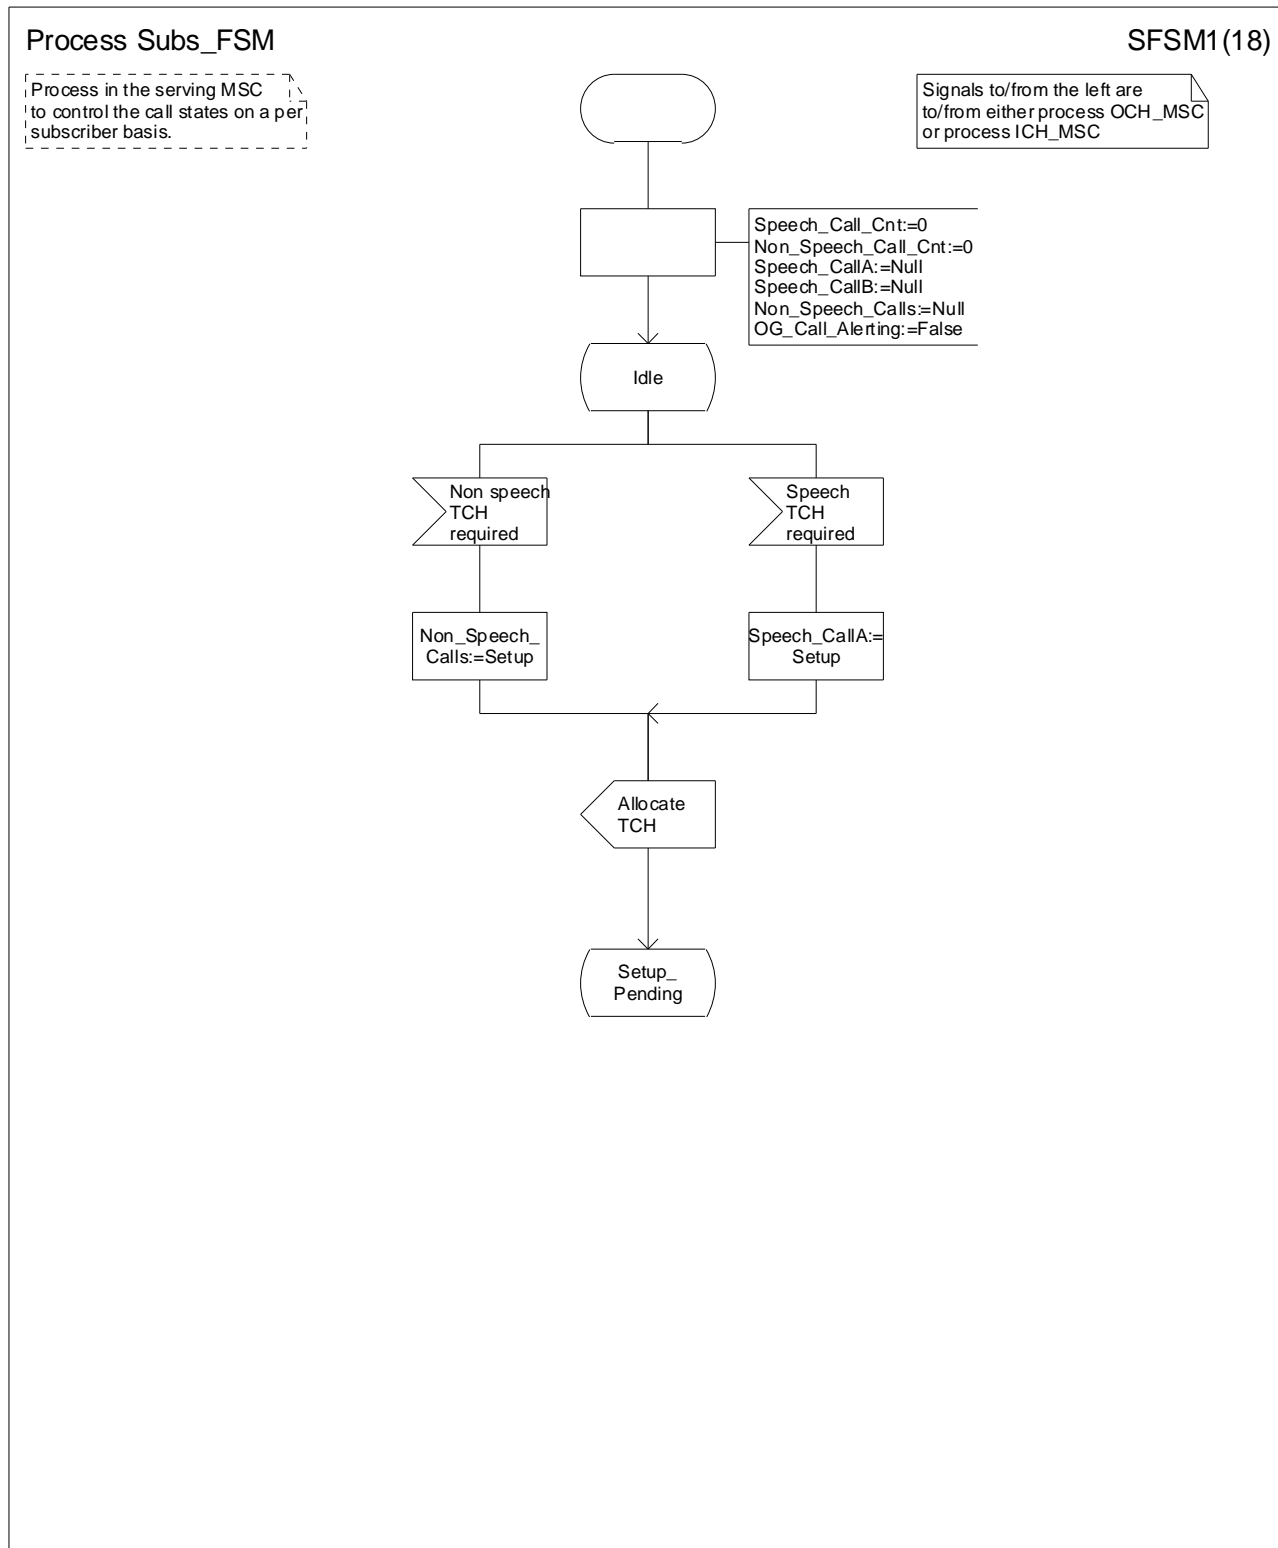 Process Subs_FSM
SFSM1(18)
Process in the serving MSC
to control the call states on a per
subscriber basis.
Signals to/from the left are
to/from either process OCH_MSC
or process ICH_MSC
Speech_Call_Cnt:=0
Non_Speech_Call_Cnt:=0
Speech_CallA:=Null
Speech_CallB:=Null
Non_Speech_Calls:=Null
OG_Call_Alerting:=False
Idle
Non speech
TCH
required
Speech
TCH
required
Non_Speech_
Calls:=Setup
Speech_CallA:=
Setup
Allocate
TCH
Setup_
Pending